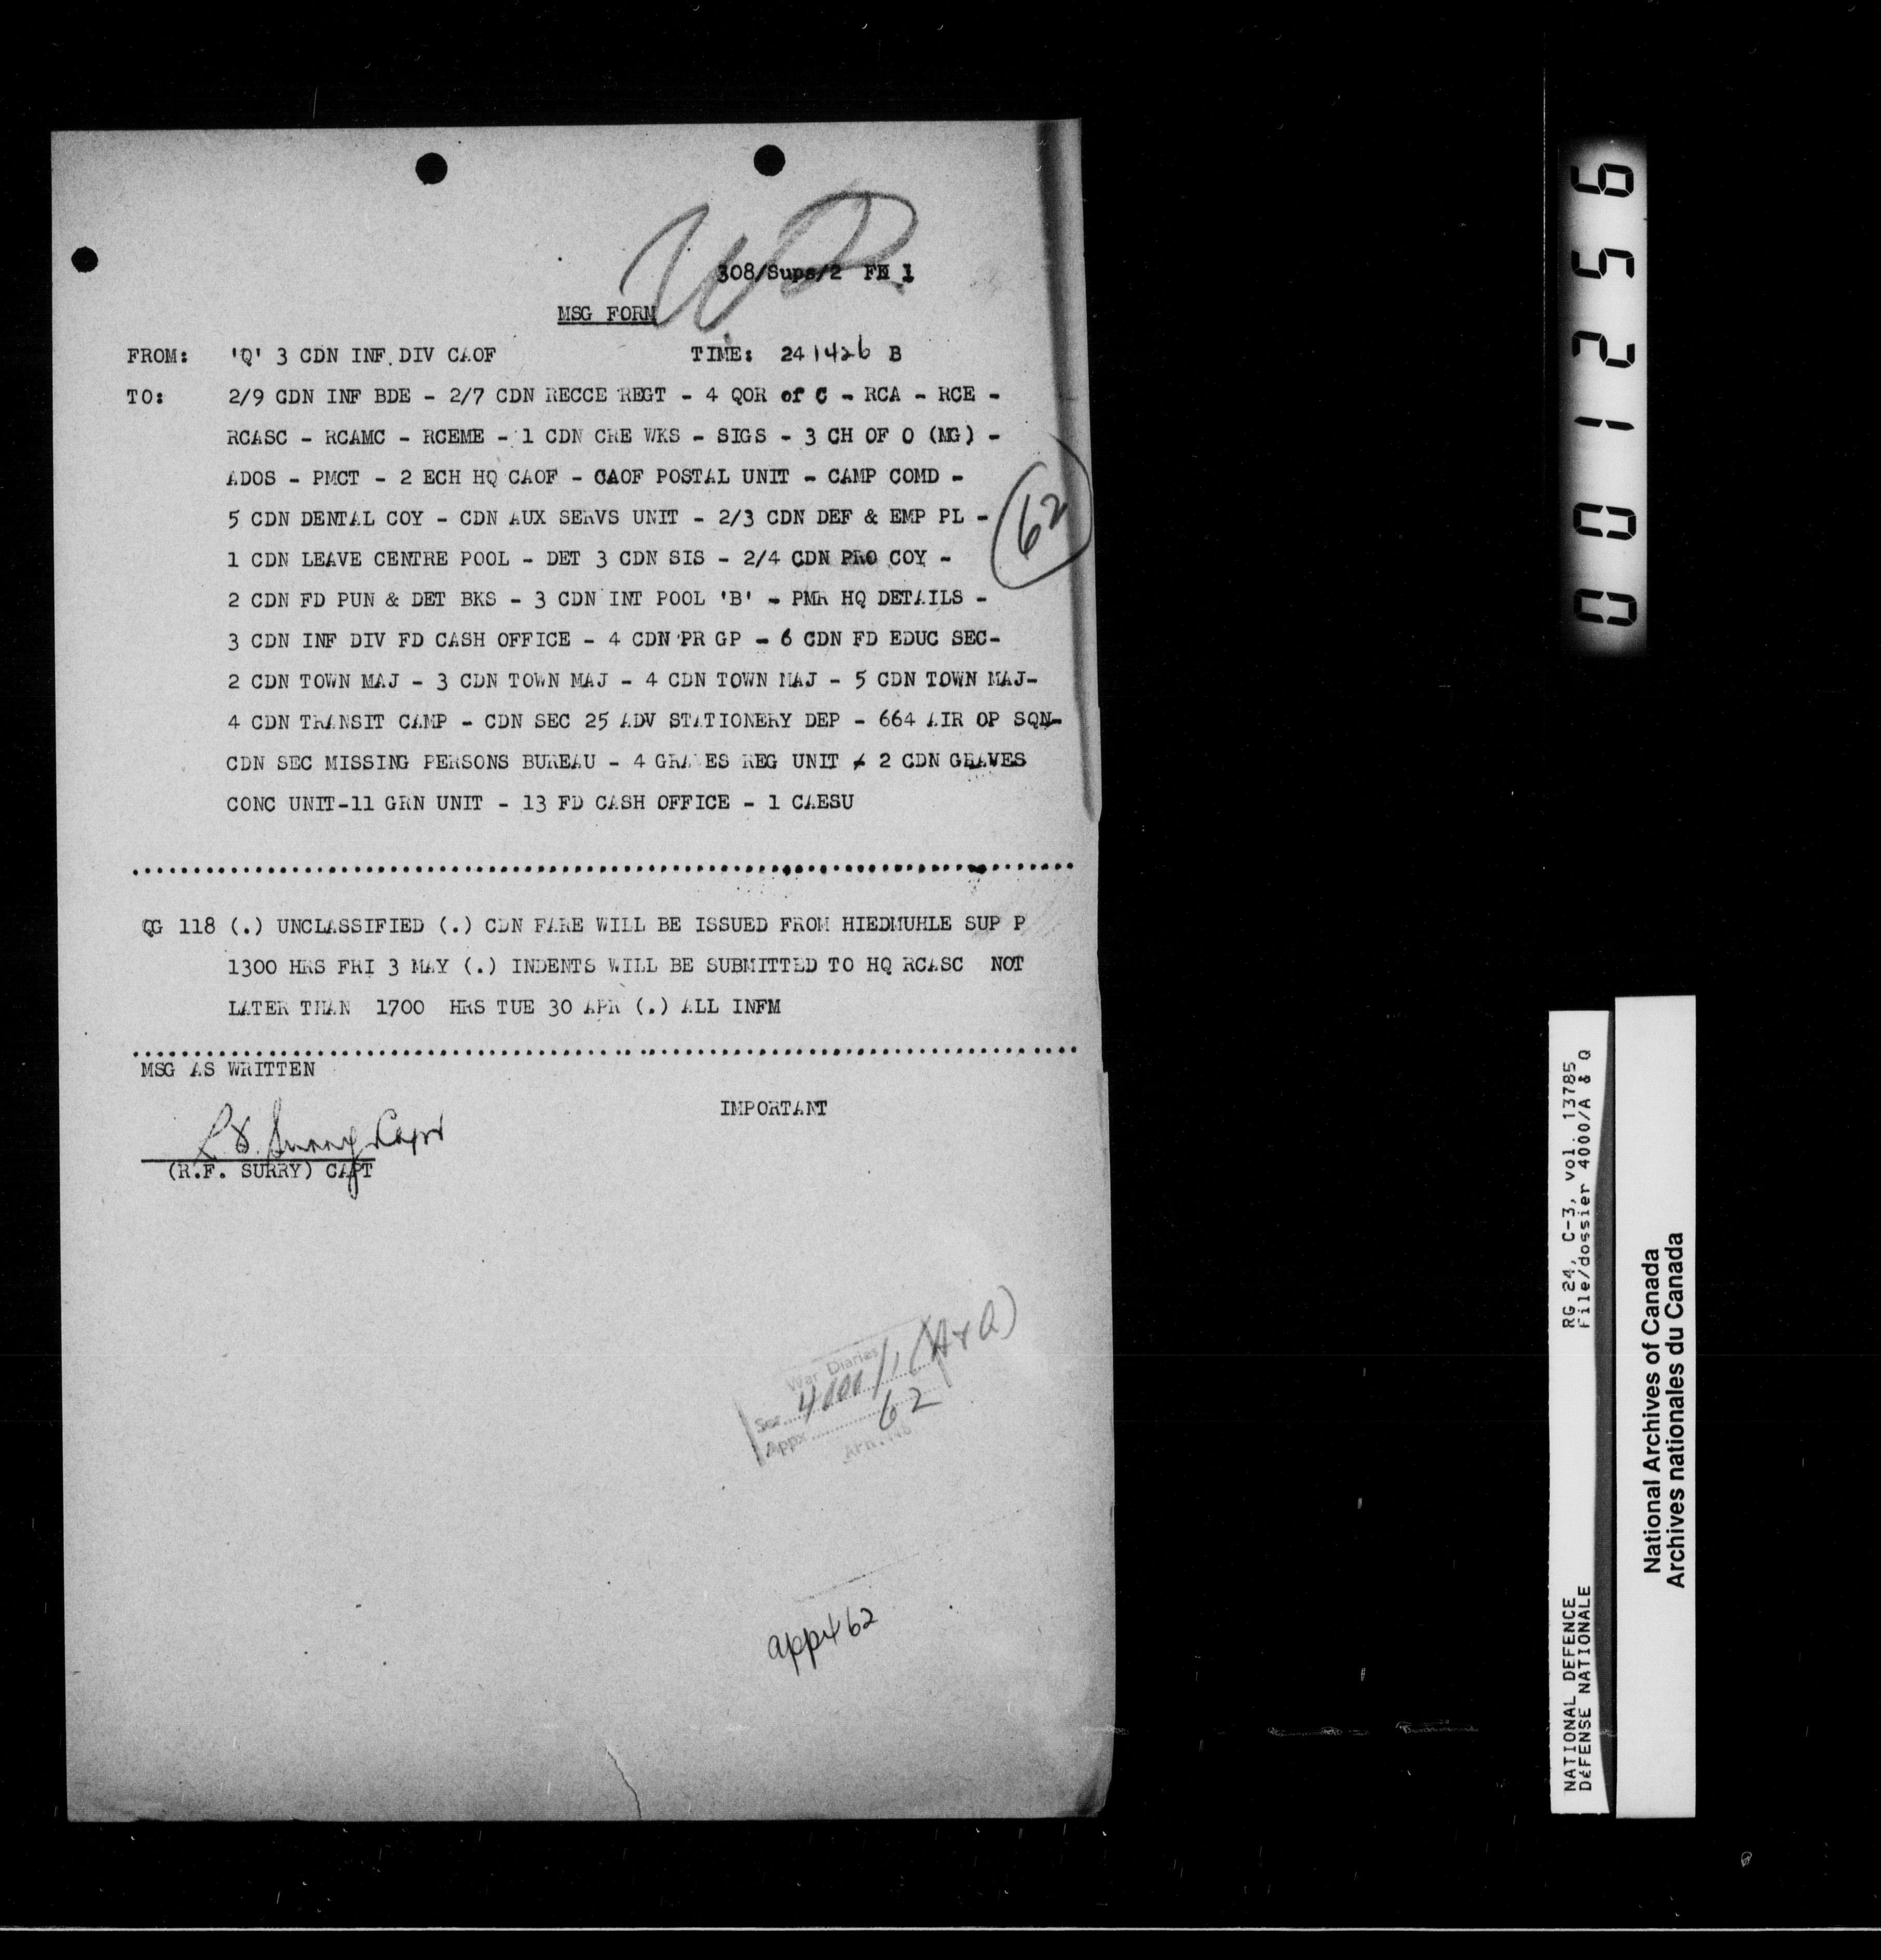 WD
308/Sups/2 FE 1
MSG FORM
FROM: 'Q' 3 CDN INF DIV CAOF TIME: 241426 B
TO: 2/9 CDN INF BDE - 2/7 CDN RECCE REGT - 4 QOR of C - RCA - RCE -
RCASC - RCAMC - RCEME - 1 CDN CRE WKS - SIGS - 3 CH OF O (MG) -
ADOS - PMCT - 2 ECH HQ CAOF - CAOF POSTAL UNIT - CAMP COMD -
5 CDN DENTAL COY - CDN AUX SERVS UNIT - 2/3 CDN DEF & EMP PL -
62
1 CDN LEAVE CENTRE POOL - DET 3 CDN SIS - 2/4 CDN PRO COY -
2 CDN FD PUN & DET BKS - 3 CDN INT POOL 'B' - PMR HQ DETAILS -
3 CDN INF DIV FD CASH OFFICE - 4 CDN PR GP - 6 CDN FD EDUC SEC-
2 CDN TOWN MAJ - 3 CDN TOWN MAJ - 4 CDN TOWN MAJ - 5 CDN TOWN MAJ-
4 CDN TRANSIT CAMP - CDN SEC 25 ADV STATIONERY DEP - 664 AIR OP SQN-
CDN SEC MISSING PERSONS BUREAU - 4 GRAVES REG UNIT - 2 CDN GRAVES
CONC UNIT-11 GRN UNIT - 13 FD CASH OFFICE - 1 CAESU
QG 118 (.) UNCLASSIFIED (.) CDN FARE WILL BE ISSUED FROM HIEDMUHLE SUP P
1300 HRS FRI 3 MAY (.) INDENTS WILL BE SUBMITTED TO HQ RCASC NOT
LATER THAN 1700 HRS TUE 30 APR (.) ALL INFM
MSG AS WRITTEN
IMPORTANT
R.F. Surry Capt
(R.F. SURRY) CAPT
War Diaries
Ser 4000/1 (A+Q)
Appx 62
appx 62
001256
RG 24, C-3, vol. 13785
File/dossier 4000/A & Q
NATIONAL DEFENCE
DéFENSE NATIONALE
National Archives of Canada
Archives nationales du Canada